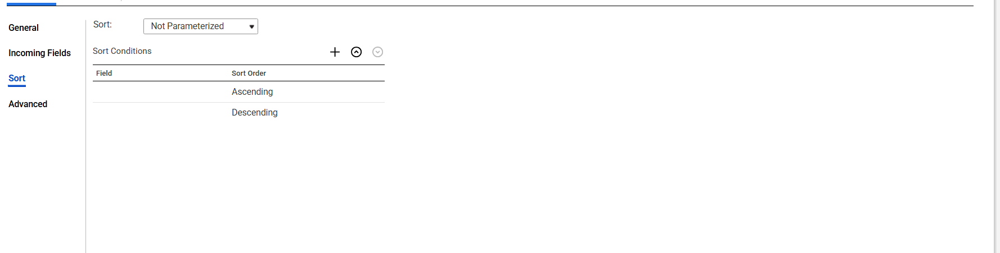 General
Incoming Fields
Sort
Advanced
Sort: Not Parameterized
Sort Conditions
Field Sort Order
Ascending
Descending